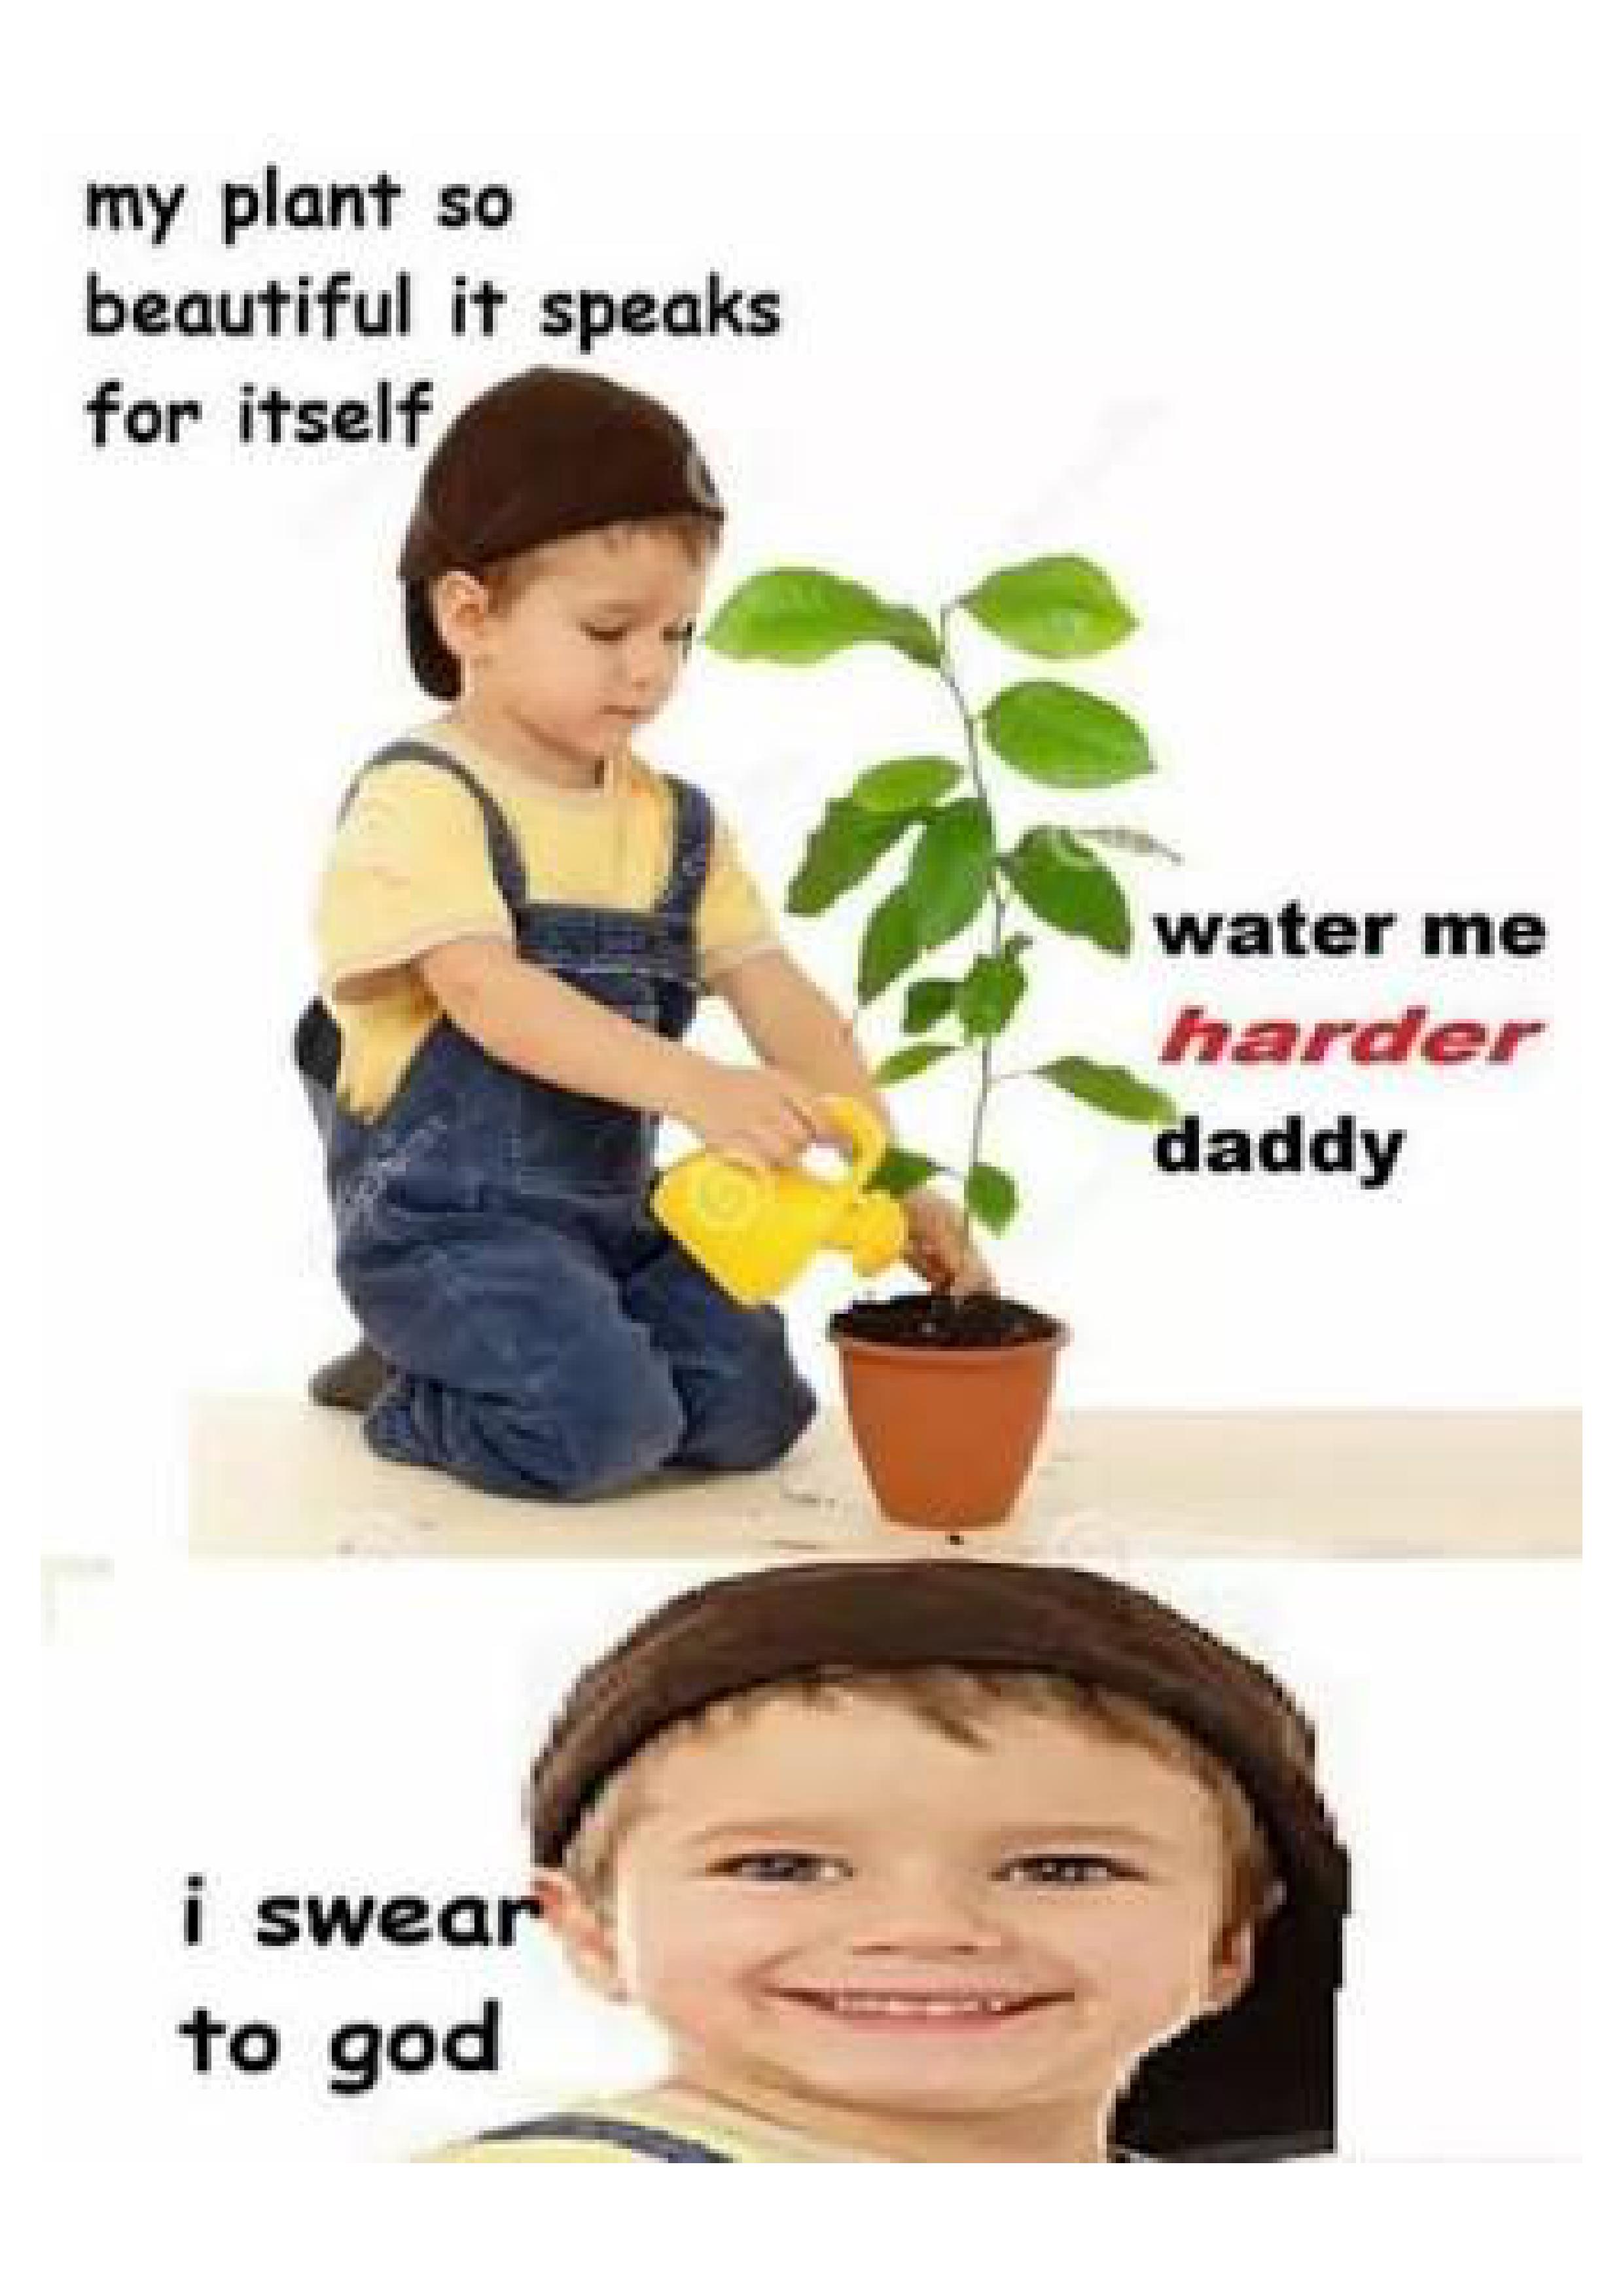 my plant so
beautiful it speaks
for itself
water me
harder
daddy
i swear
to god